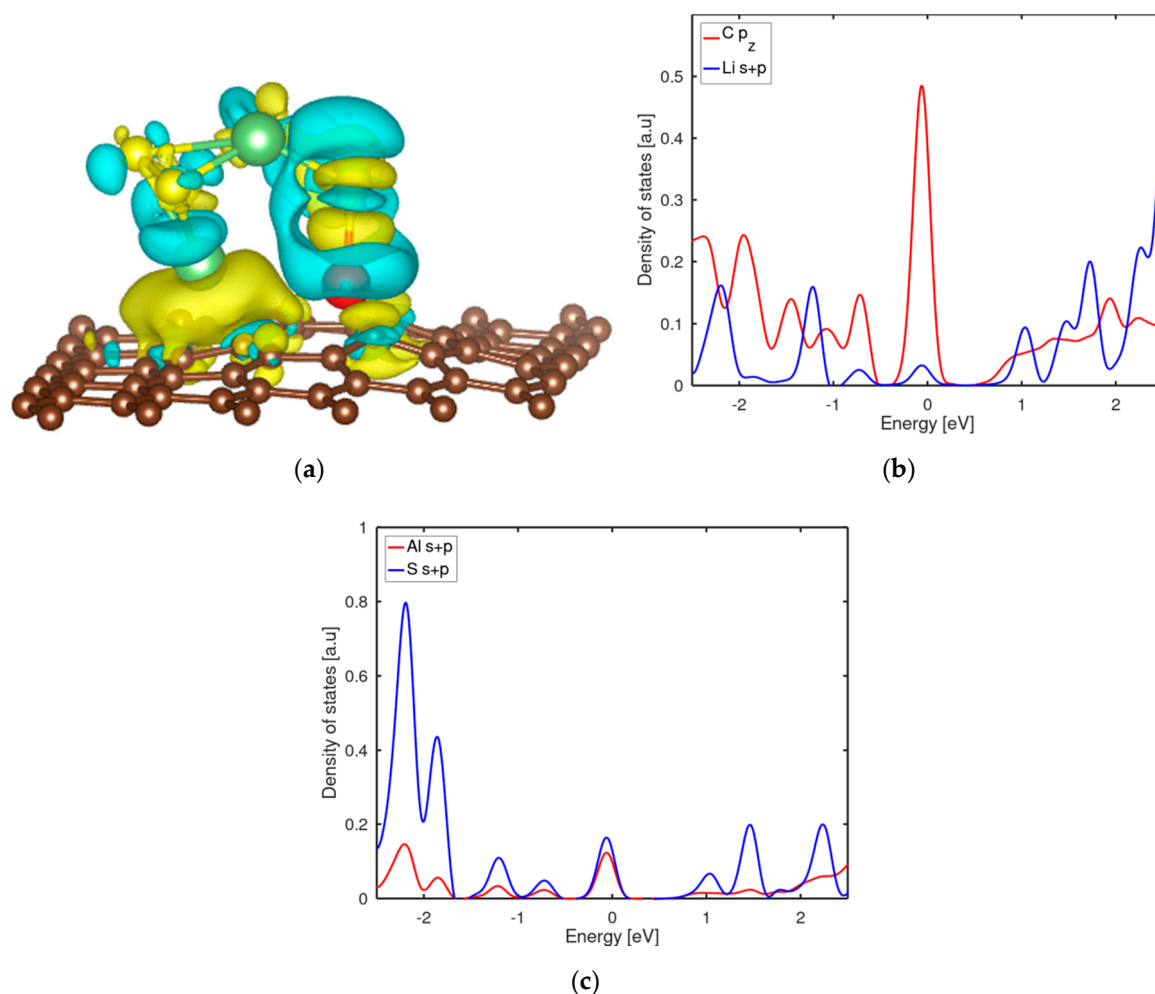 C p
z
Li s+p
Density of states [a.u]
0.5
0.4
0.3
0.2
0.1
0
-2
-1
0
1
2
Energy [eV]
(a)
(b)
Al s+p
S s+p
Density of states [a.u]
1
0.8
0.6
0.4
0.2
0
-2
-1
0
1
2
Energy [eV]
(c)